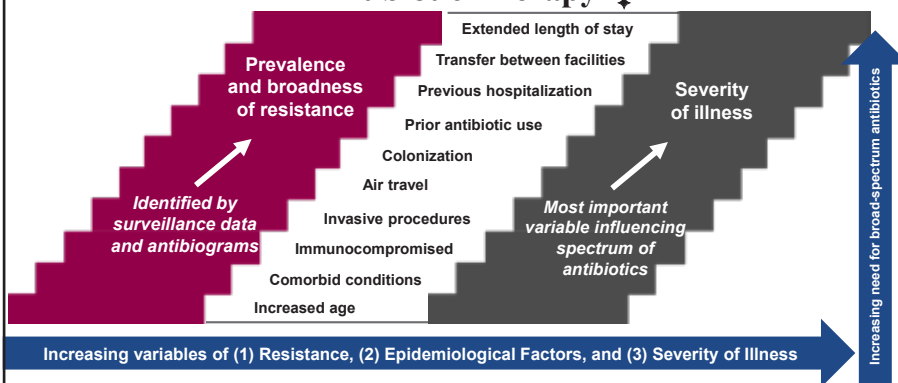 Extended length of stay
Transfer between facilities
Previous hospitalization
Prior antibiotic use
Colonization
Air travel
Invasive procedures
Immunocompromised
Comorbid conditions
Increased age
Prevalence
and broadness
of resistance
Identified by
surveillance data
and antibiograms
Severity
of illness
Most important
variable influencing
spectrum of
antibiotics
Increasing need for broad-spectrum antibiotics
Increasing variables of (1) Resistance, (2) Epidemiological Factors, and (3) Severity of Illness